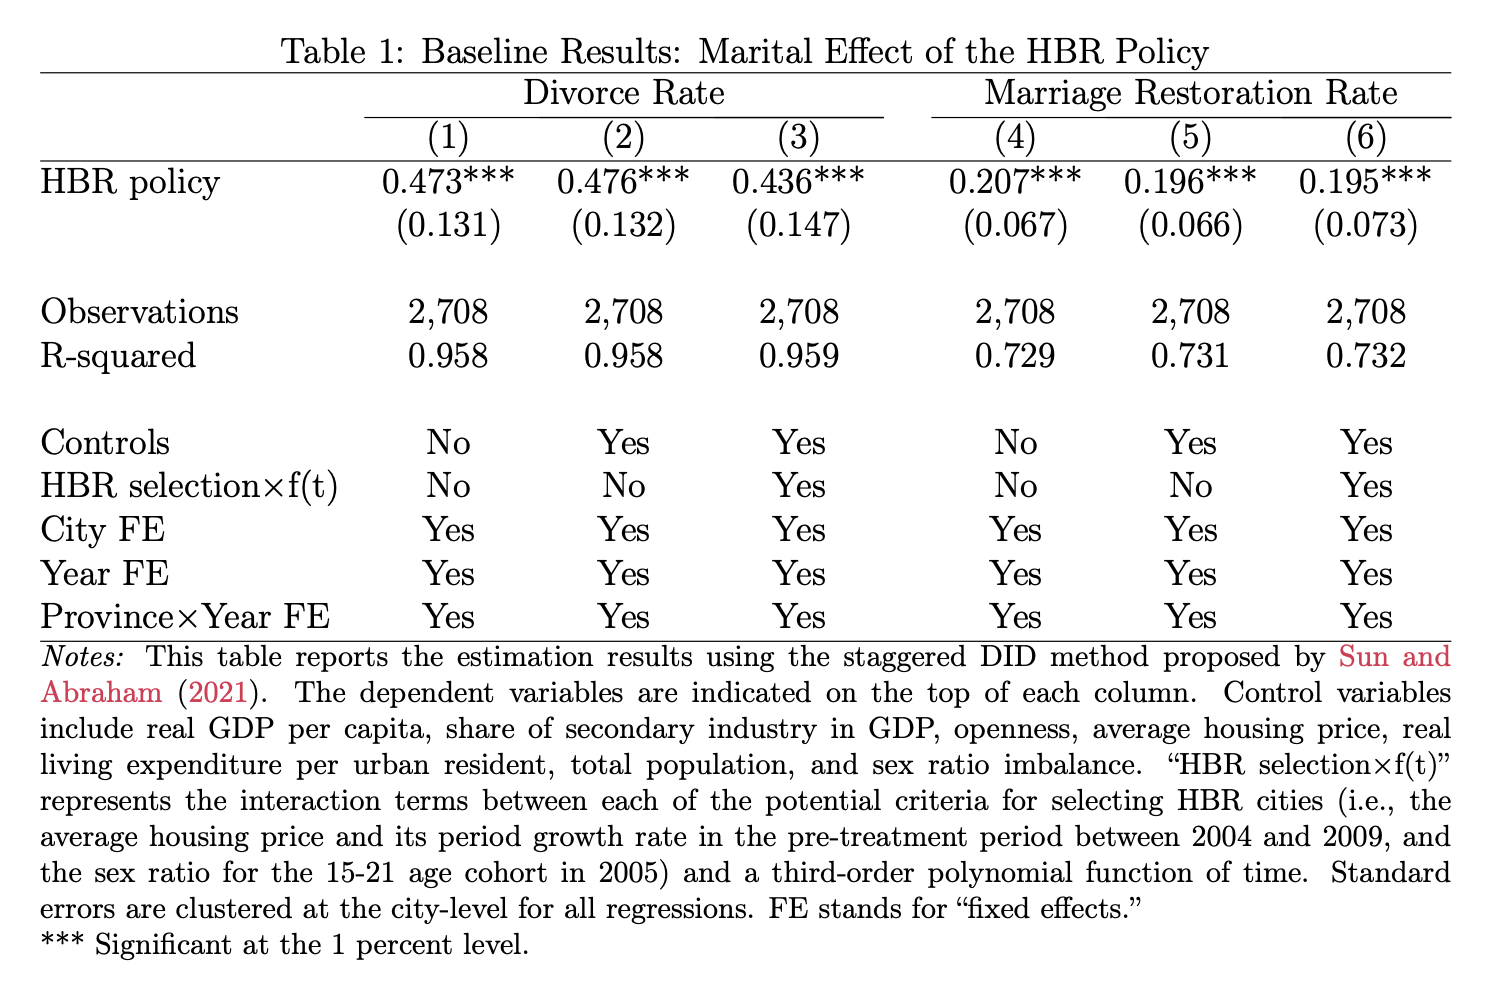 Table 1: Baseline Results: Marital Effect of the HBR Policy
Divorce Rate Marriage Restoration Rate
(1) (2) (3) (4) (5) (6)
HBR policy 0.473*** 0.476*** 0.436*** 0.207*** 0.196*** 0.195***
(0.131) (0.132) (0.147) (0.067) (0.066) (0.073)
Observations 2,708 2,708 2,708 2,708 2,708 2,708
R-squared 0.958 0.958 0.959 0.729 0.731 0.732
Controls No Yes Yes No Yes Yes
HBR selection×f(t) No No Yes No No Yes
City FE Yes Yes Yes Yes Yes Yes
Year FE Yes Yes Yes Yes Yes Yes
Province×Year FE Yes Yes Yes Yes Yes Yes
Notes: This table reports the estimation results using the staggered DID method proposed by Sun and
Abraham (2021). The dependent variables are indicated on the top of each column. Control variables
include real GDP per capita, share of secondary industry in GDP, openness, average housing price, real
living expenditure per urban resident, total population, and sex ratio imbalance. “HBR selection×f(t)”
represents the interaction terms between each of the potential criteria for selecting HBR cities (i.e., the
average housing price and its period growth rate in the pre-treatment period between 2004 and 2009, and
the sex ratio for the 15-21 age cohort in 2005) and a third-order polynomial function of time. Standard
errors are clustered at the city-level for all regressions. FE stands for “fixed effects.”
*** Significant at the 1 percent level.